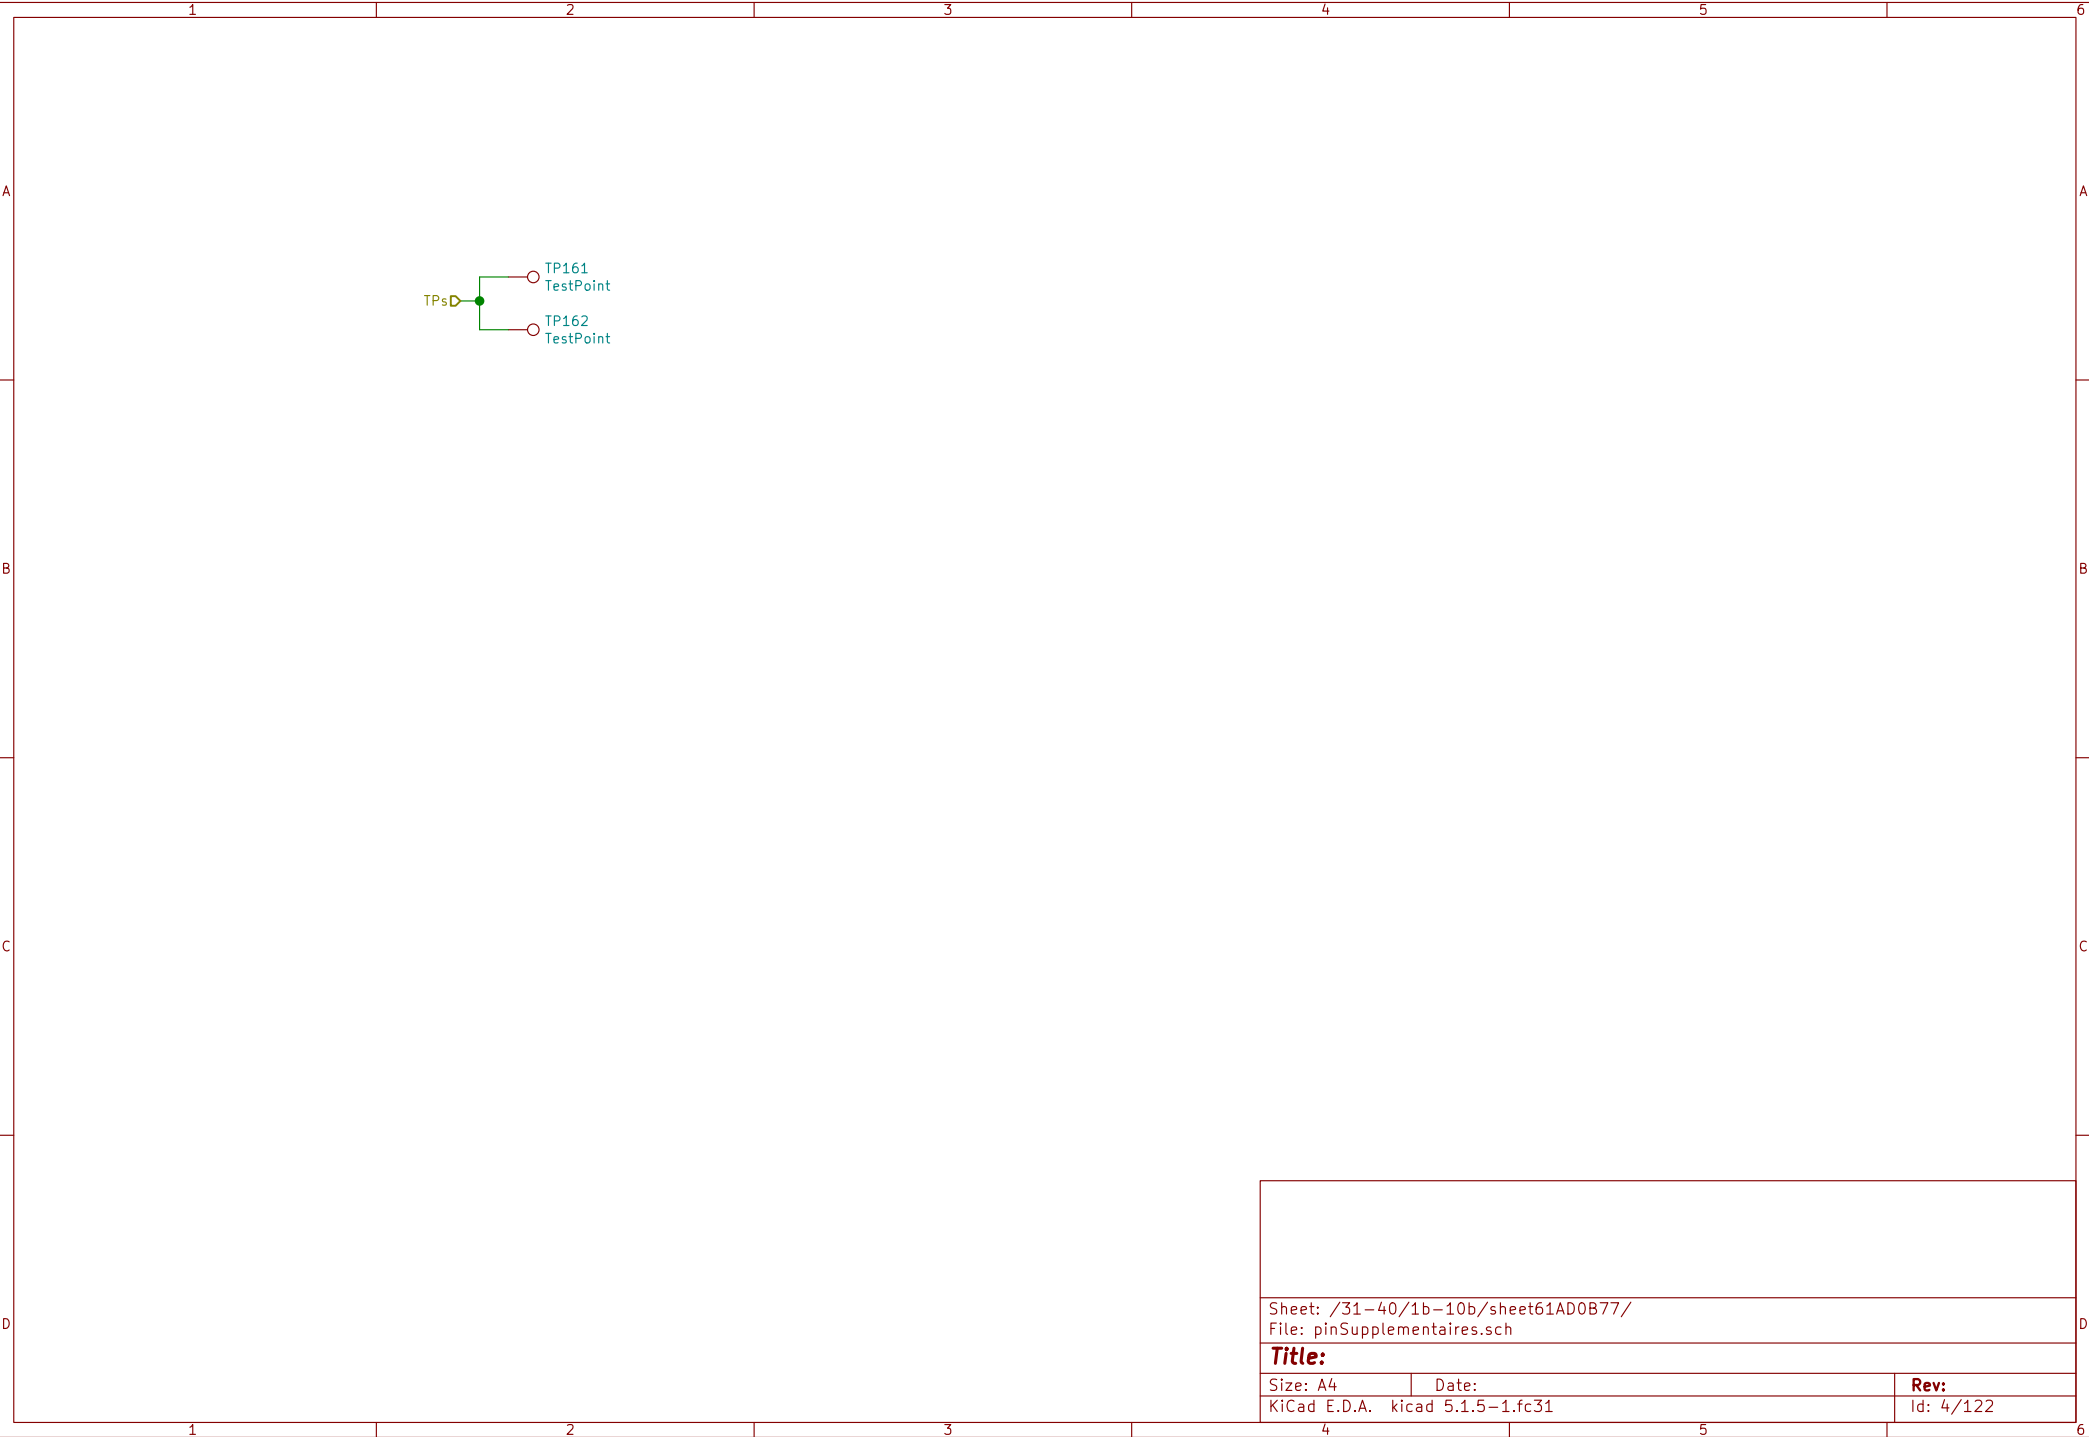 1 2 3 4 5 6
A A
TP161
TestPoint
TPs
TP162
TestPoint
B B
C C
Sheet: /31-40/1b-10b/sheet61AD0B77/
D D
File: pinSupplementaires.sch
Title:
Size: A4 Date: Rev:
KiCad E.D.A. kicad 5.1.5-1.fc31 Id: 4/122
1 2 3 4 5 6